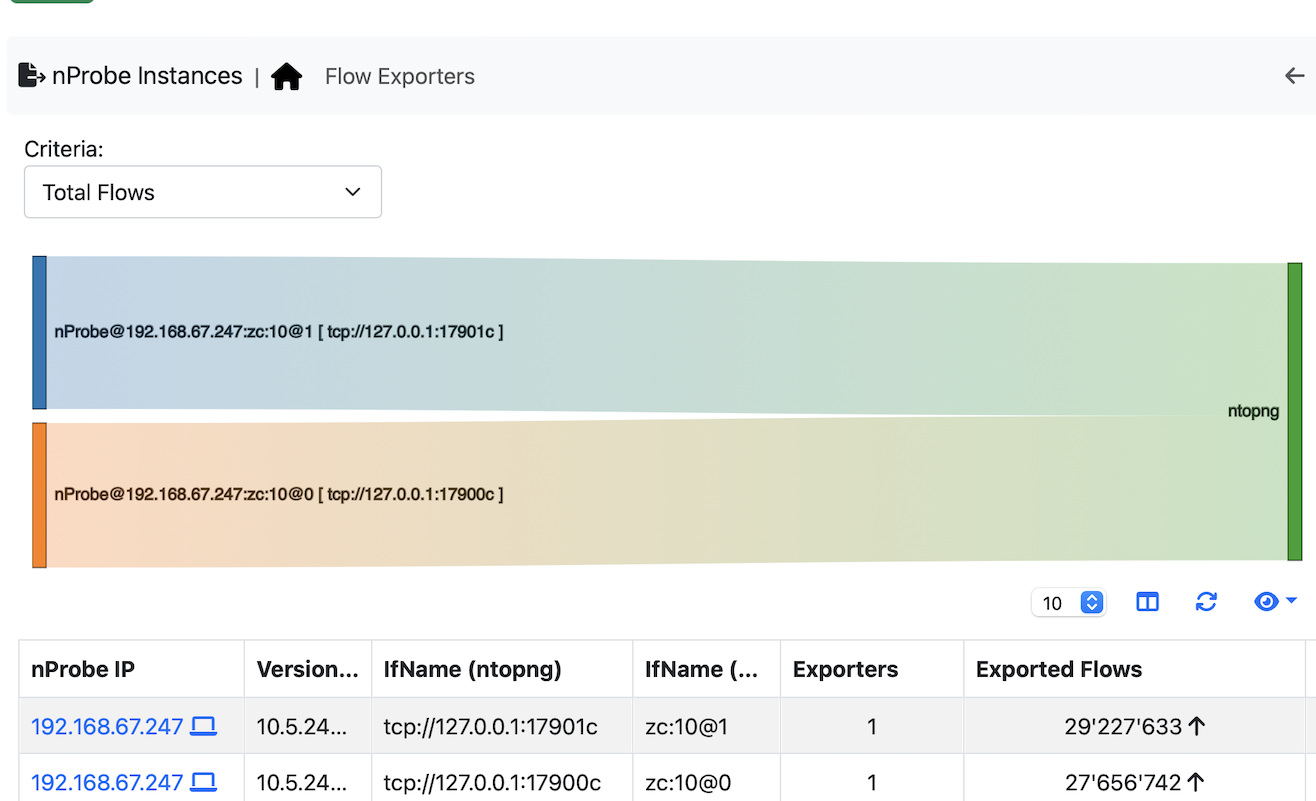 nProbe Instances | Flow Exporters
Criteria:
Total Flows
nProbe@192.168.67.247:zc:10@1 [ tcp://127.0.0.1:17901c ]
ntopng
nProbe@192.168.67.247:zc:10@0 [ tcp://127.0.0.1:17900c ]
10
nProbe IP Version... IfName (ntopng) IfName (... Exporters Exported Flows
192.168.67.247 10.5.24... tcp://127.0.0.1:17901c zc:10@1 1 29'227'633 ↑
192.168.67.247 10.5.24... tcp://127.0.0.1:17900c zc:10@0 1 27'656'742 ↑